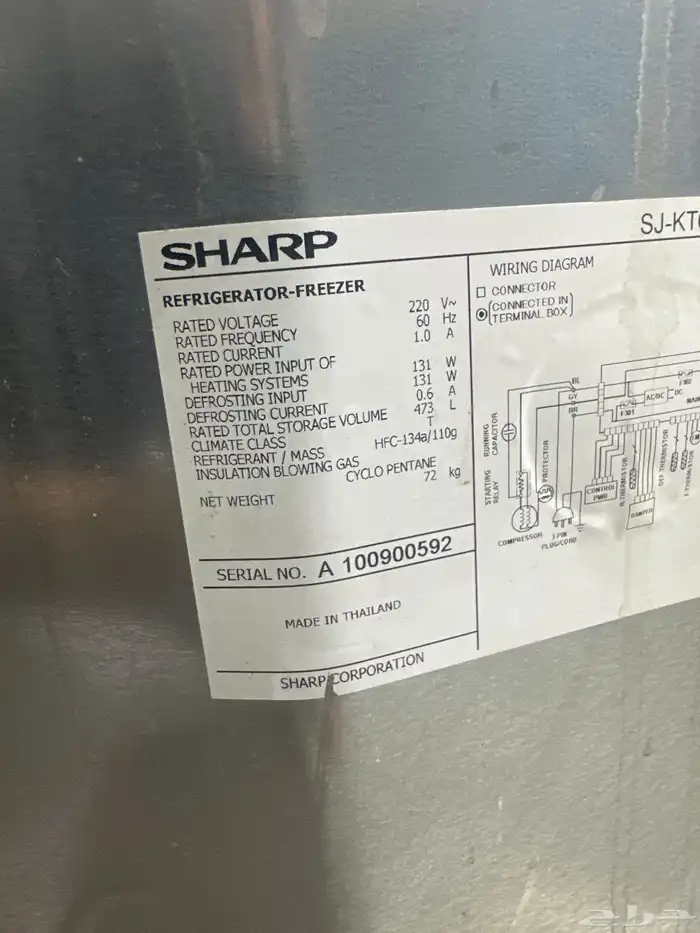 SHARP
SJ-KT
REFRIGERATOR-FREEZER
RATED VOLTAGE 220 V~
RATED FREQUENCY 60 Hz
RATED CURRENT 1.0 A
RATED POWER INPUT OF
HEATING SYSTEMS 131 W
DEFROSTING INPUT 131 W
DEFROSTING CURRENT 0.6 A
RATED TOTAL STORAGE VOLUME 473 L
CLIMATE CLASS T
REFRIGERANT / MASS HFC-134a/110g
INSULATION BLOWING GAS CYCLO PENTANE
NET WEIGHT 72 kg
SERIAL NO. A 100900592
MADE IN THAILAND
SHARP CORPORATION
WIRING DIAGRAM
CONNECTOR
(CONNECTED IN
TERMINAL BOX)
BL
GY
BR
AC/DC
DC
RUNNING
CAPACITOR
STARTING
RELAY
PROTECTOR
COMPRESSOR
3 PIN
PLUG/CORD
CONTROL
PWB
R.THERMISTOR
DAMPER
DEF THERMISTOR
F.THERMISTOR
حراج